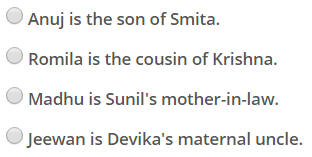 Anuj is the son of Smita.
Romila is the cousin of Krishna.
Madhu is Sunil's mother-in-law.
Jeewan is Devika's maternal uncle.